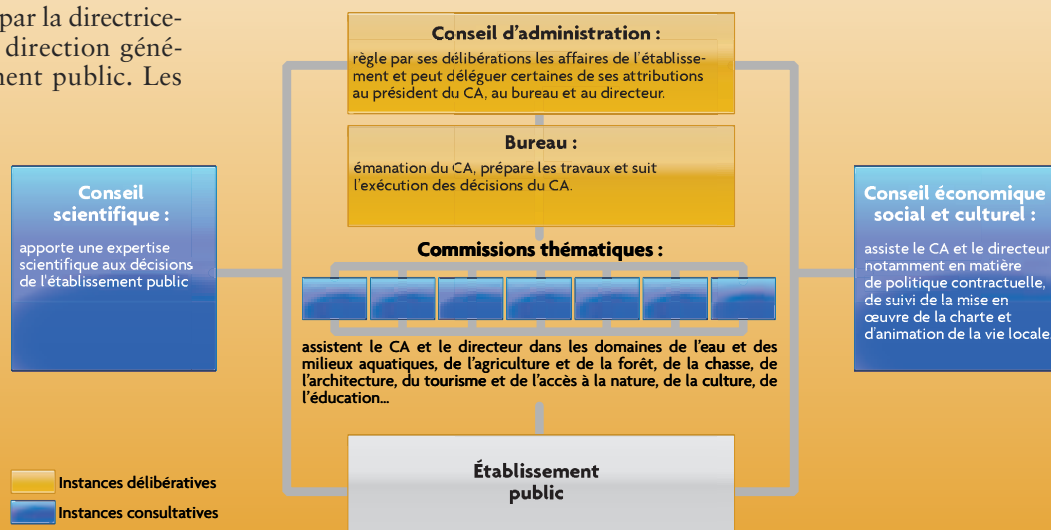 par la directrice-
direction géné-
ment public. Les
Conseil d'administration :
règle par ses délibérations les affaires de l'établisse-
ment et peut déléguer certaines de ses attributions
au président du CA, au bureau et au directeur.
Bureau :
émanation du CA, prépare les travaux et suit
l'exécution des décisions du CA.
Conseil
scientifique :
apporte une expertise
scientifique aux décisions
de l'établissement public
Conseil économique
social et culturel :
assiste le CA et le directeur
notamment en matière
de politique contractuelle,
de suivi de la mise en
œuvre de la charte et
d'animation de la vie locale.
Commissions thématiques :
assistent le CA et le directeur dans les domaines de l'eau et des
milieux aquatiques, de l'agriculture et de la forêt, de la chasse, de
l'architecture, du tourisme et de l'accès à la nature, de la culture, de
l'éducation...
Établissement
public
Instances délibératives
Instances consultatives